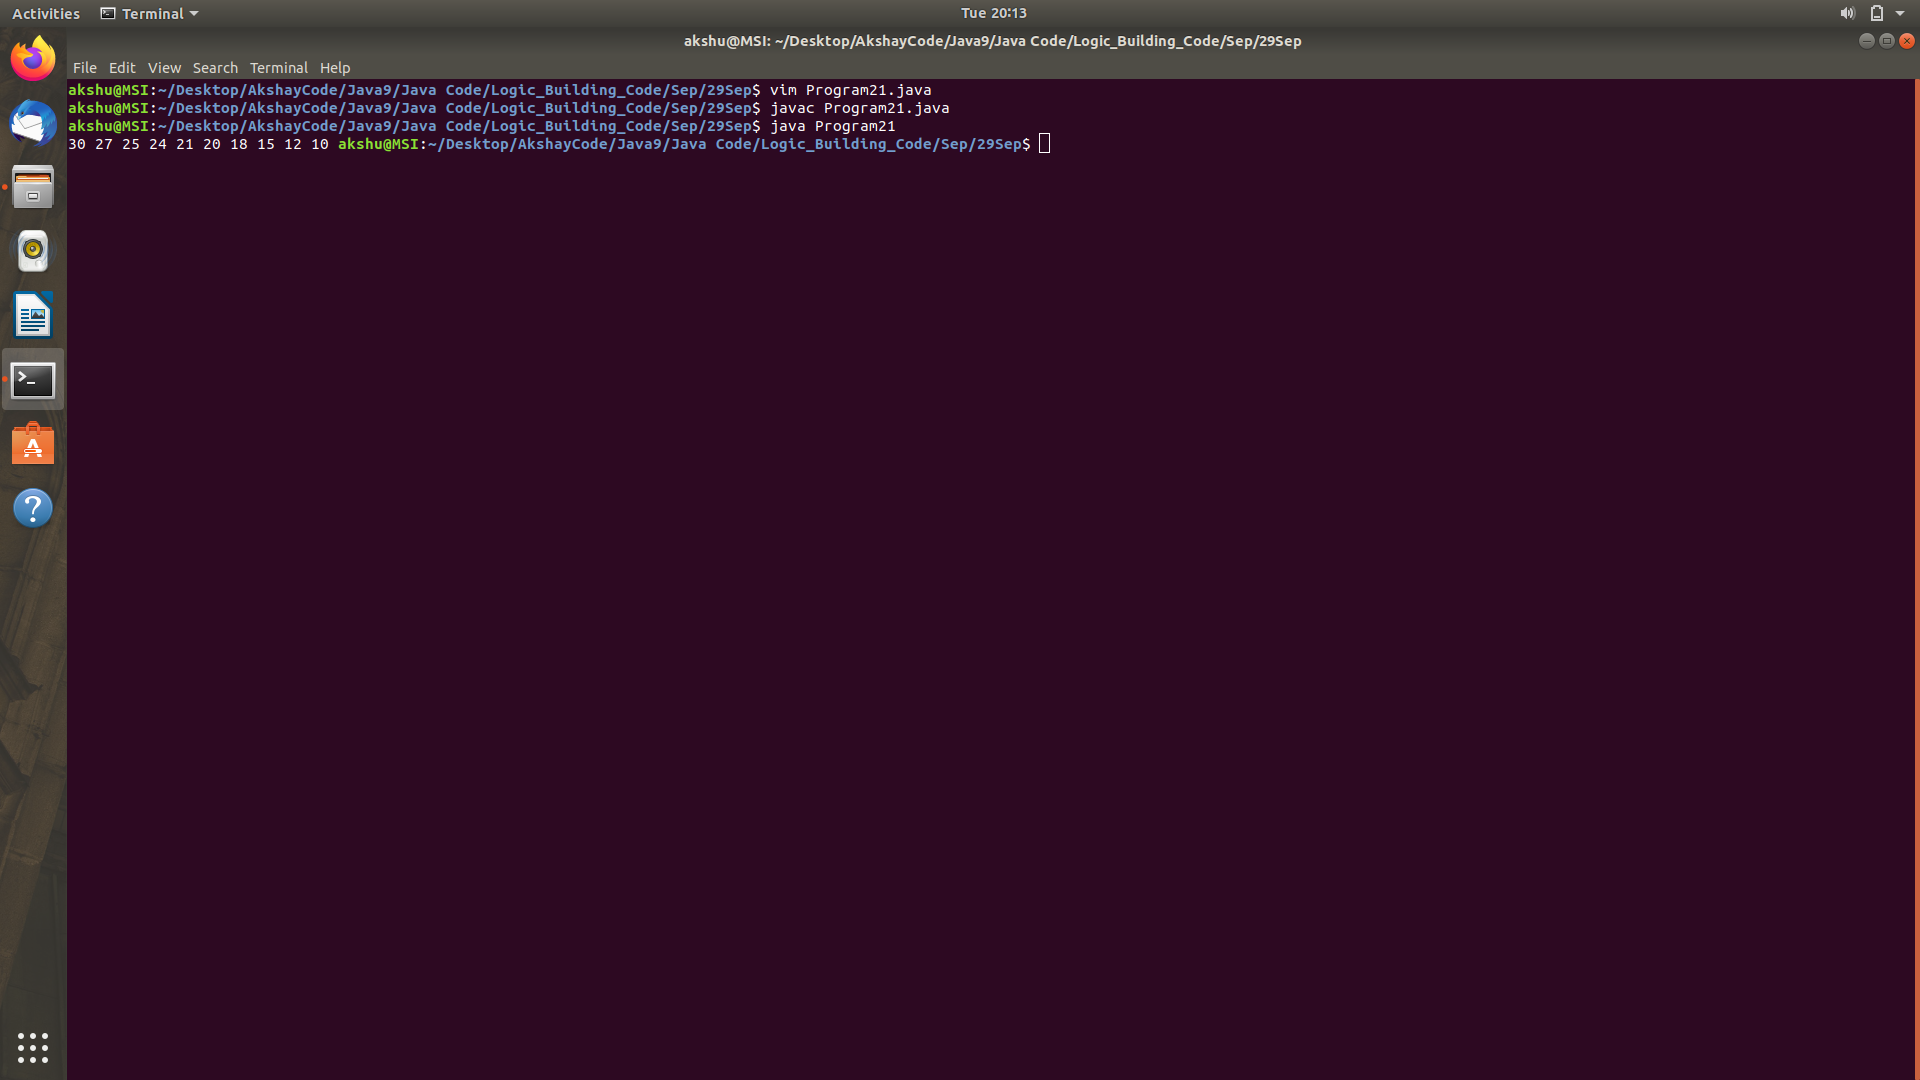 Activities Terminal Tue 20:13
akshu@MSI: ~/Desktop/AkshayCode/Java9/Java Code/Logic_Building_Code/Sep/29Sep
File Edit View Search Terminal Help
akshu@MSI:~/Desktop/AkshayCode/Java9/Java Code/Logic_Building_Code/Sep/29Sep$ vim Program21.java
akshu@MSI:~/Desktop/AkshayCode/Java9/Java Code/Logic_Building_Code/Sep/29Sep$ javac Program21.java
akshu@MSI:~/Desktop/AkshayCode/Java9/Java Code/Logic_Building_Code/Sep/29Sep$ java Program21
30 27 25 24 21 20 18 15 12 10 akshu@MSI:~/Desktop/AkshayCode/Java9/Java Code/Logic_Building_Code/Sep/29Sep$